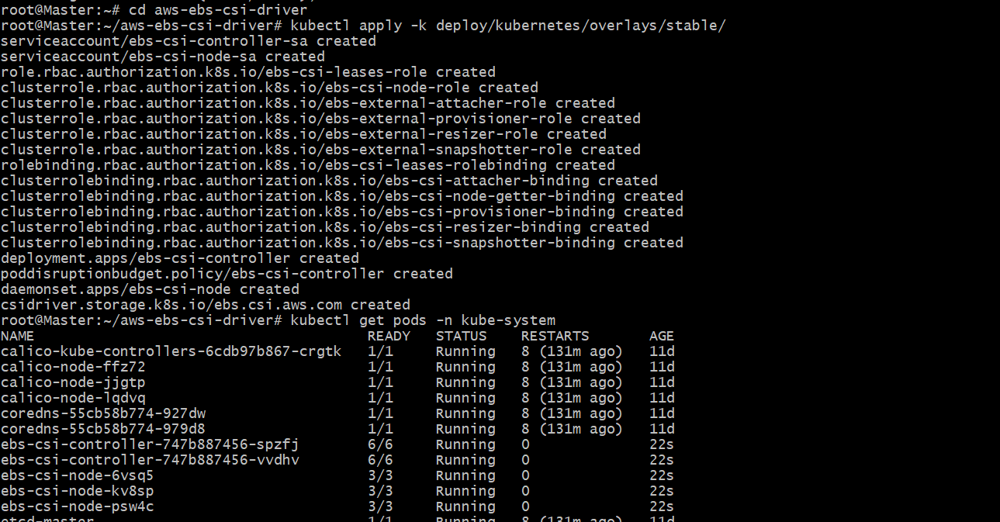 root@Master:~# cd aws-ebs-csi-driver
root@Master:~/aws-ebs-csi-driver# kubectl apply -k deploy/kubernetes/overlays/stable/
serviceaccount/ebs-csi-controller-sa created
serviceaccount/ebs-csi-node-sa created
role.rbac.authorization.k8s.io/ebs-csi-leases-role created
clusterrole.rbac.authorization.k8s.io/ebs-csi-node-role created
clusterrole.rbac.authorization.k8s.io/ebs-external-attacher-role created
clusterrole.rbac.authorization.k8s.io/ebs-external-provisioner-role created
clusterrole.rbac.authorization.k8s.io/ebs-external-resizer-role created
clusterrole.rbac.authorization.k8s.io/ebs-external-snapshotter-role created
rolebinding.rbac.authorization.k8s.io/ebs-csi-leases-rolebinding created
clusterrolebinding.rbac.authorization.k8s.io/ebs-csi-attacher-binding created
clusterrolebinding.rbac.authorization.k8s.io/ebs-csi-node-getter-binding created
clusterrolebinding.rbac.authorization.k8s.io/ebs-csi-provisioner-binding created
clusterrolebinding.rbac.authorization.k8s.io/ebs-csi-resizer-binding created
clusterrolebinding.rbac.authorization.k8s.io/ebs-csi-snapshotter-binding created
deployment.apps/ebs-csi-controller created
poddisruptionbudget.policy/ebs-csi-controller created
daemonset.apps/ebs-csi-node created
csidriver.storage.k8s.io/ebs.csi.aws.com created
root@Master:~/aws-ebs-csi-driver# kubectl get pods -n kube-system
NAME READY STATUS RESTARTS AGE
calico-kube-controllers-6cdb97b867-crgtk 1/1 Running 8 (131m ago) 11d
calico-node-ffz72 1/1 Running 8 (131m ago) 11d
calico-node-jjgtp 1/1 Running 8 (131m ago) 11d
calico-node-lqdvq 1/1 Running 8 (131m ago) 11d
coredns-55cb58b774-927dw 1/1 Running 8 (131m ago) 11d
coredns-55cb58b774-979d8 1/1 Running 8 (131m ago) 11d
ebs-csi-controller-747b887456-spzfj 6/6 Running 0 22s
ebs-csi-controller-747b887456-vvdhv 6/6 Running 0 22s
ebs-csi-node-6vsq5 3/3 Running 0 22s
ebs-csi-node-kv8sp 3/3 Running 0 22s
ebs-csi-node-psw4c 3/3 Running 0 22s
etcd-master 1/1 Running 8 (131m ago) 11d